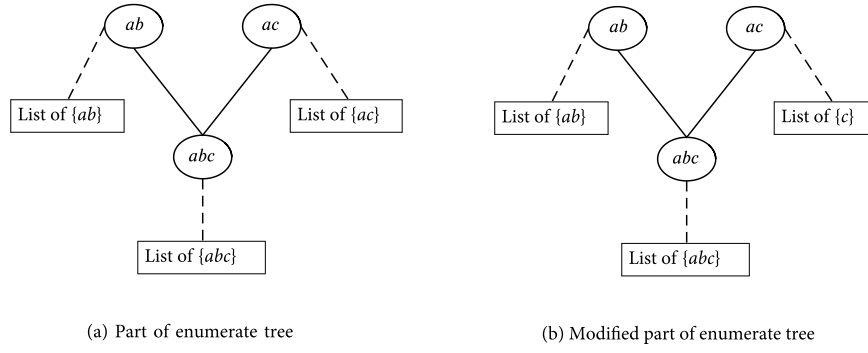 ab
ac
List of {ab}
List of {ac}
abc
List of {abc}
(a) Part of enumerate tree
ab
ac
List of {ab}
List of {c}
abc
List of {abc}
(b) Modified part of enumerate tree